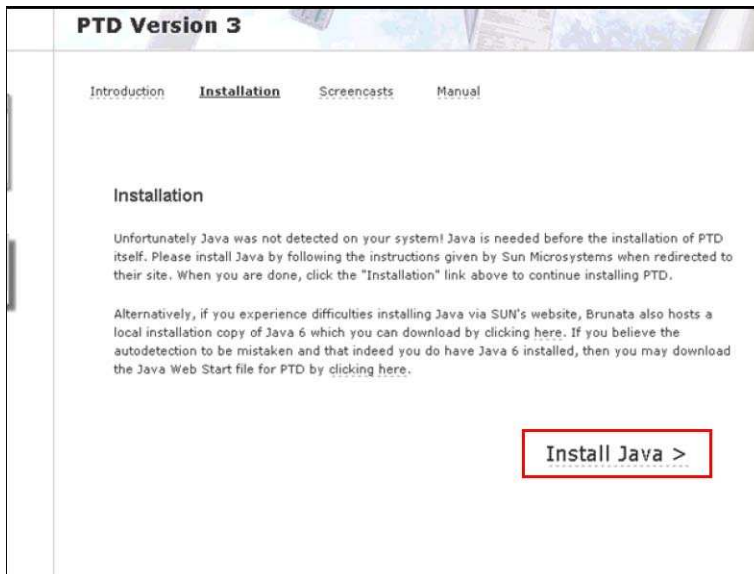 PTD Version 3
Introduction Installation Screencasts Manual
Installation
Unfortunately Java was not detected on your system! Java is needed before the installation of PTD
itself. Please install Java by following the instructions given by Sun Microsystems when redirected to
their site. When you are done, click the "Installation" link above to continue installing PTD.
Alternatively, if you experience difficulties installing Java via SUN's website, Brunata also hosts a
local installation copy of Java 6 which you can download by clicking here. If you believe the
autodetection to be mistaken and that indeed you do have Java 6 installed, then you may download
the Java Web Start file for PTD by clicking here.
Install Java >